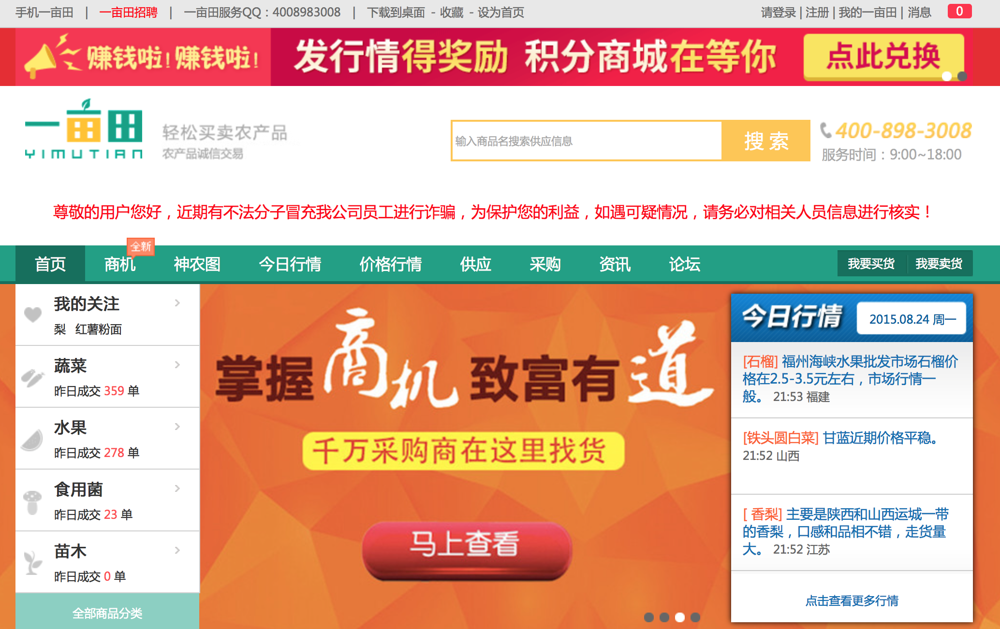 手机一亩田 | 一亩田招聘 | 一亩田服务QQ：4008983008 | 下载到桌面 - 收藏 - 设为首页
请登录 | 注册 | 我的一亩田 | 消息 0
赚钱啦！赚钱啦！
发行情得奖励 积分商城在等你
点此兑换
一亩田
YIMUTIAN
轻松买卖农产品
农产品诚信交易
输入商品名搜索供应信息
搜索
400-898-3008
服务时间：9:00~18:00
尊敬的用户您好，近期有不法分子冒充我公司员工进行诈骗，为保护您的利益，如遇可疑情况，请务必对相关人员信息进行核实！
全新
首页 商机 神农图 今日行情 价格行情 供应 采购 资讯 论坛
我要买货 我要卖货
我的关注 ›
梨 红薯粉面
蔬菜 ›
昨日成交 359 单
水果 ›
昨日成交 278 单
食用菌 ›
昨日成交 23 单
苗木 ›
昨日成交 0 单
全部商品分类
掌握商机 致富有道
千万采购商在这里找货
马上查看
今日行情
2015.08.24 周一
[石榴] 福州海峡水果批发市场石榴价
格在2.5-3.5元左右，市场行情一
般。 21:53 福建
[铁头圆白菜] 甘蓝近期价格平稳。
21:52 山西
[ 香梨] 主要是陕西和山西运城一带
的香梨，口感和品相不错，走货量
大。 21:52 江苏
点击查看更多行情